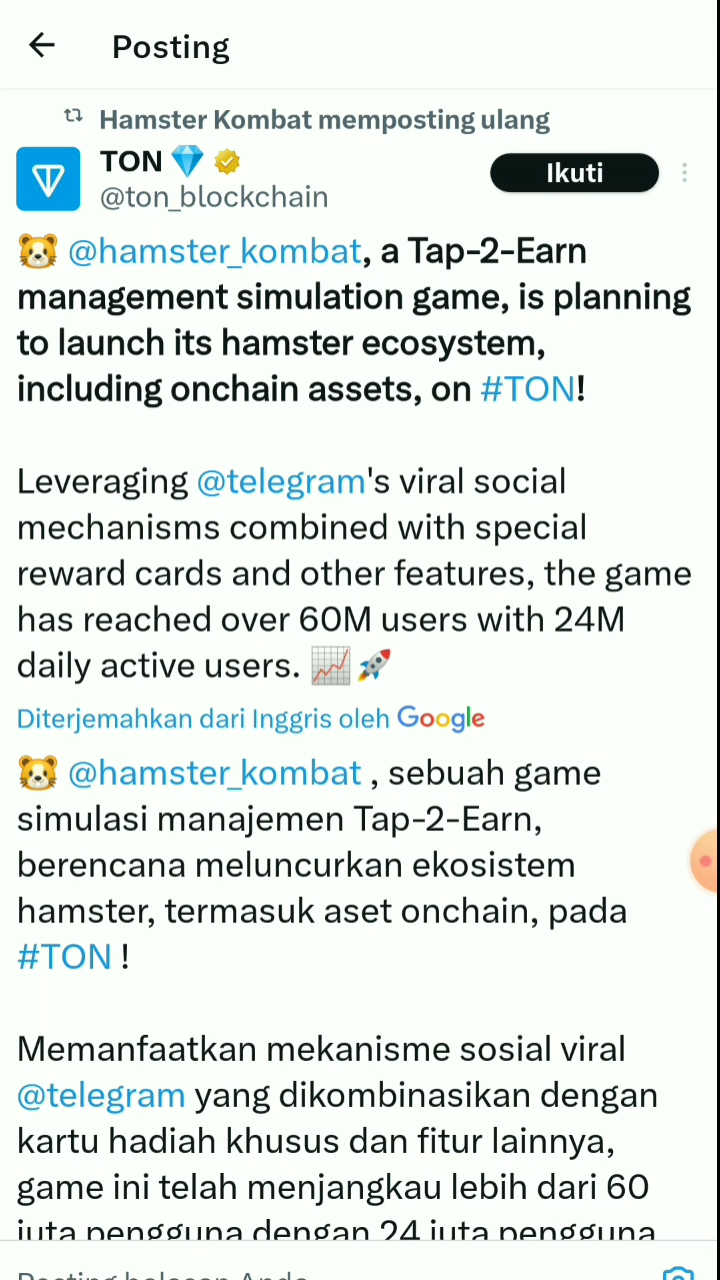 Posting
Hamster Kombat memposting ulang
TON 💎
@ton_blockchain
Ikuti
🐹 @hamster_kombat, a Tap-2-Earn
management simulation game, is planning
to launch its hamster ecosystem,
including onchain assets, on #TON!
Leveraging @telegram's viral social
mechanisms combined with special
reward cards and other features, the game
has reached over 60M users with 24M
daily active users. 📈🚀
Diterjemahkan dari Inggris oleh Google
🐹 @hamster_kombat , sebuah game
simulasi manajemen Tap-2-Earn,
berencana meluncurkan ekosistem
hamster, termasuk aset onchain, pada
#TON !
Memanfaatkan mekanisme sosial viral
@telegram yang dikombinasikan dengan
kartu hadiah khusus dan fitur lainnya,
game ini telah menjangkau lebih dari 60
juta pengguna dengan 24 juta pengguna
Posting balasan Anda